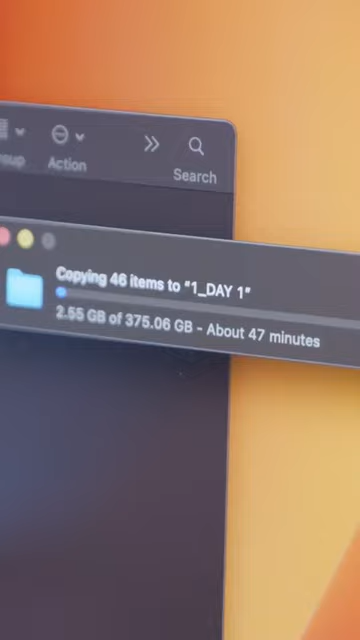 Action
Search
Copying 46 items to “1_DAY 1”
2.55 GB of 375.06 GB - About 47 minutes